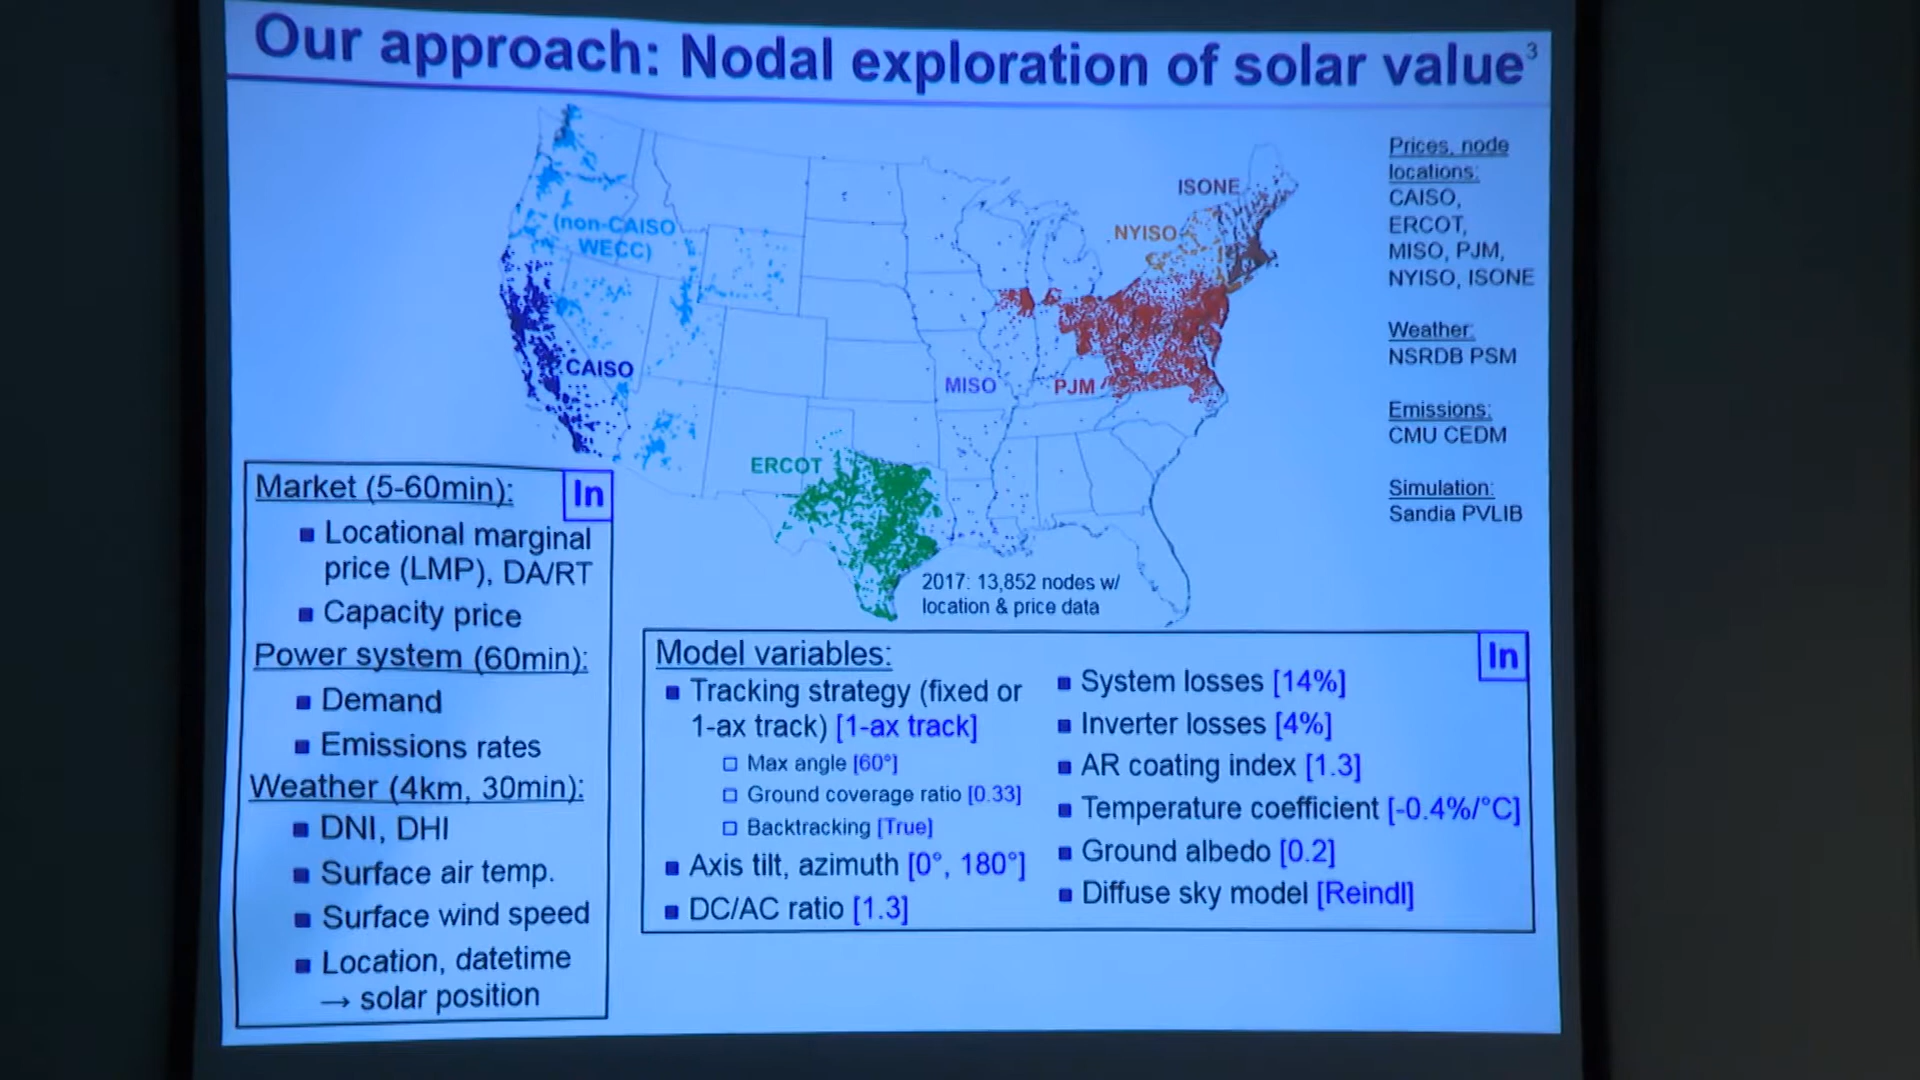 Our approach: Nodal exploration of solar value³
(non-CAISO
WECC)
CAISO
ERCOT
MISO
PJM
NYISO
ISONE
2017: 13,852 nodes w/
location & price data
Prices, node
locations:
CAISO,
ERCOT,
MISO, PJM,
NYISO, ISONE
Weather:
NSRDB PSM
Emissions:
CMU CEDM
Simulation:
Sandia PVLIB
Market (5-60min):
In
Locational marginal
price (LMP), DA/RT
Capacity price
Power system (60min):
Demand
Emissions rates
Weather (4km, 30min):
DNI, DHI
Surface air temp.
Surface wind speed
Location, datetime
→ solar position
Model variables:
In
Tracking strategy (fixed or
1-ax track) [1-ax track]
Max angle [60°]
Ground coverage ratio [0.33]
Backtracking [True]
Axis tilt, azimuth [0°, 180°]
DC/AC ratio [1.3]
System losses [14%]
Inverter losses [4%]
AR coating index [1.3]
Temperature coefficient [-0.4%/°C]
Ground albedo [0.2]
Diffuse sky model [Reindl]